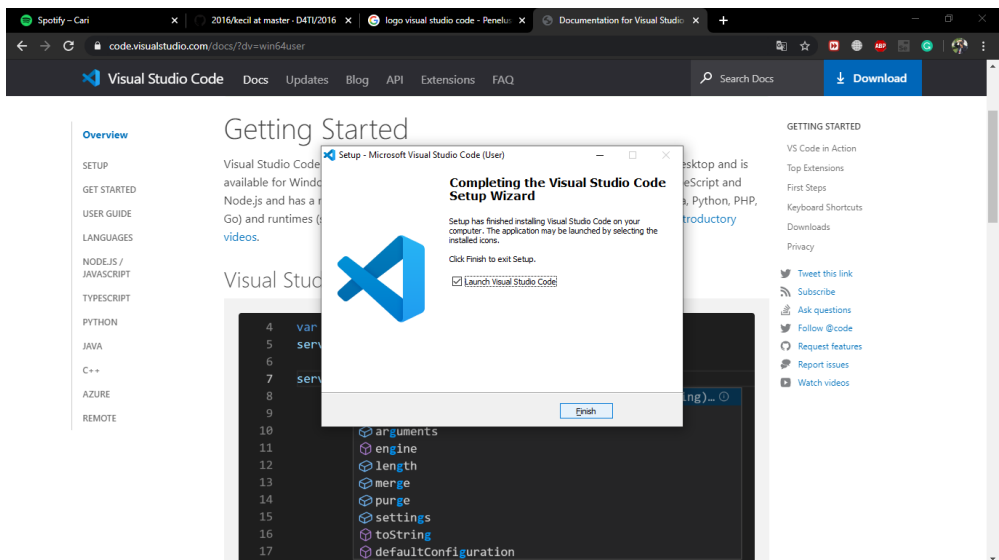 Spotify – Cari
2016/kecil at master · D4TI/2016
logo visual studio code - Penelus
Documentation for Visual Studio
code.visualstudio.com/docs/?dv=win64user
ABP
Visual Studio Code
Docs
Updates
Blog
API
Extensions
FAQ
Search Docs
Download
Overview
SETUP
GET STARTED
USER GUIDE
LANGUAGES
NODE.JS /
JAVASCRIPT
TYPESCRIPT
PYTHON
JAVA
C++
AZURE
REMOTE
Getting Started
Visual Studio Code
sktop and is
available for Windo
eScript and
Node.js and has a r
, Python, PHP,
Go) and runtimes (
troductory
videos.
Visual Stud
4 var
5 serv
6
7 serv
8 ing)...
9
10 arguments
11 engine
12 length
13 merge
14 purge
15 settings
16 toString
17 defaultConfiguration
Setup - Microsoft Visual Studio Code (User)
Completing the Visual Studio Code
Setup Wizard
Setup has finished installing Visual Studio Code on your
computer. The application may be launched by selecting the
installed icons.
Click Finish to exit Setup.
Launch Visual Studio Code
Finish
GETTING STARTED
VS Code in Action
Top Extensions
First Steps
Keyboard Shortcuts
Downloads
Privacy
Tweet this link
Subscribe
Ask questions
Follow @code
Request features
Report issues
Watch videos